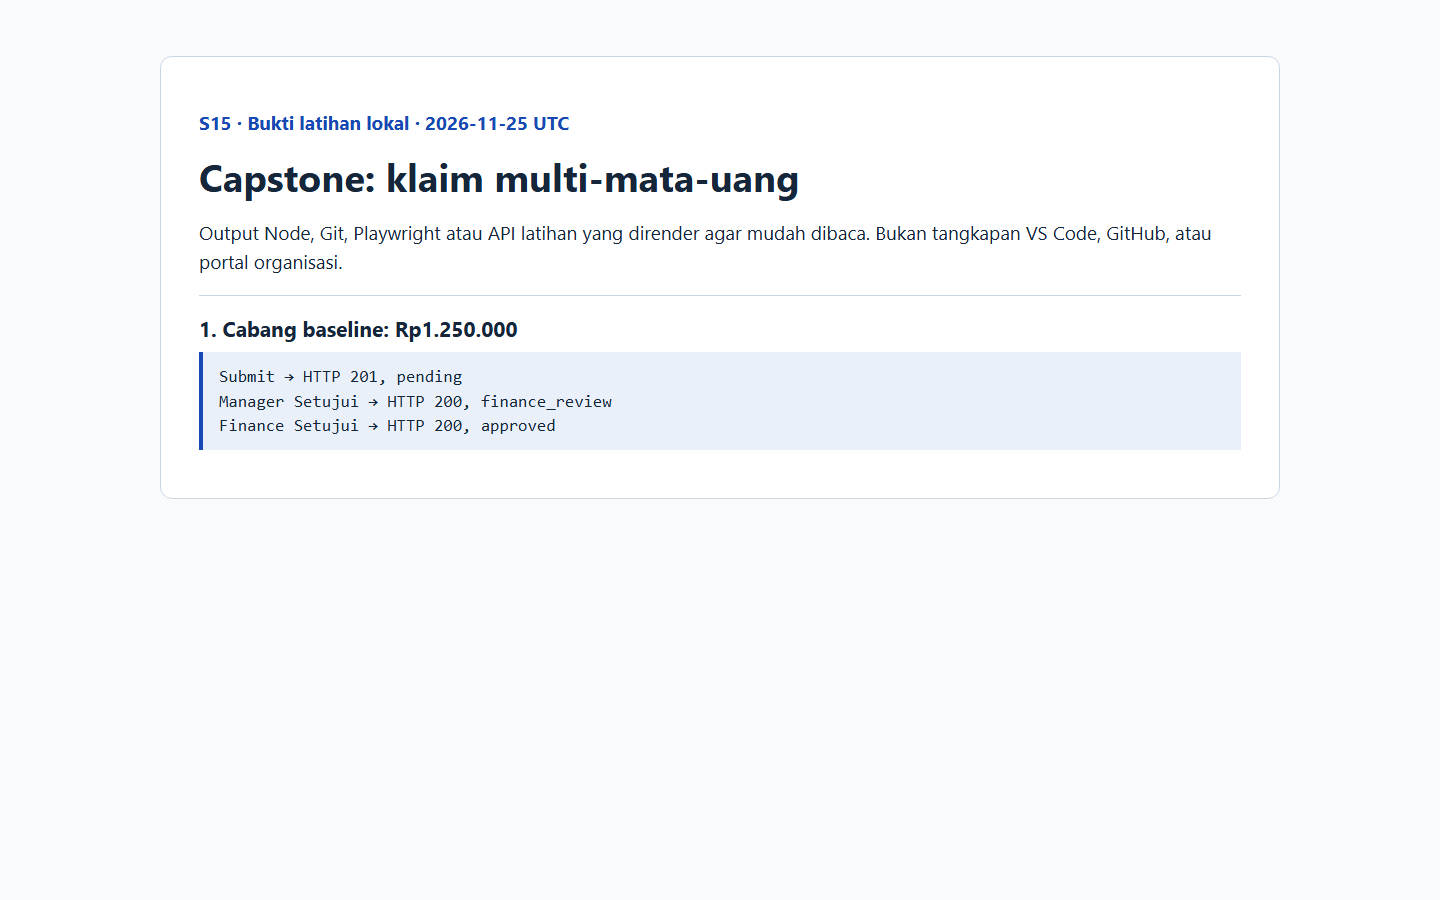 S15 · Bukti latihan lokal · 2026-11-25 UTC
Capstone: klaim multi-mata-uang
Output Node, Git, Playwright atau API latihan yang dirender agar mudah dibaca. Bukan tangkapan VS Code, GitHub, atau
portal organisasi.
1. Cabang baseline: Rp1.250.000
Submit → HTTP 201, pending
Manager Setujui → HTTP 200, finance_review
Finance Setujui → HTTP 200, approved